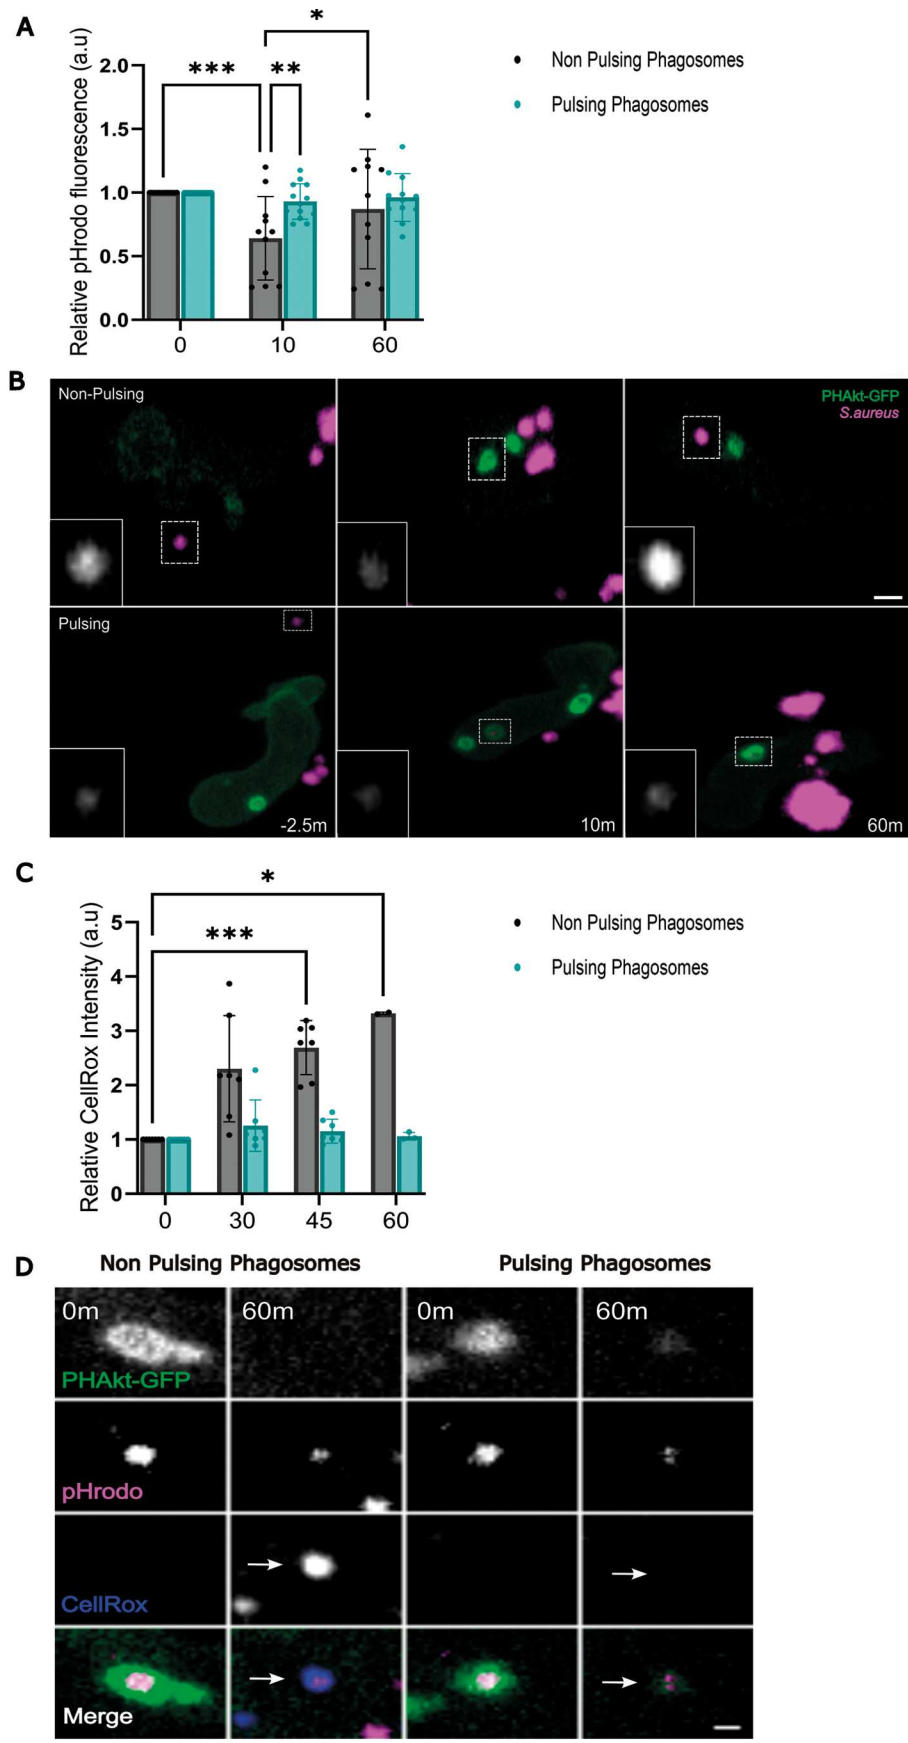 A
Relative pHrodo fluorescence (a.u)
2.0
1.5
1.0
0.5
0.0
***
**
*
0
10
60
Non Pulsing Phagosomes
Pulsing Phagosomes
B
Non-Pulsing
PHAkt-GFP
S.aureus
Pulsing
-2.5m
10m
60m
C
Relative CellRox Intensity (a.u)
5
4
3
2
1
0
***
*
0
30
45
60
Non Pulsing Phagosomes
Pulsing Phagosomes
D
Non Pulsing Phagosomes
Pulsing Phagosomes
0m
60m
0m
60m
PHAkt-GFP
pHrodo
CellRox
Merge